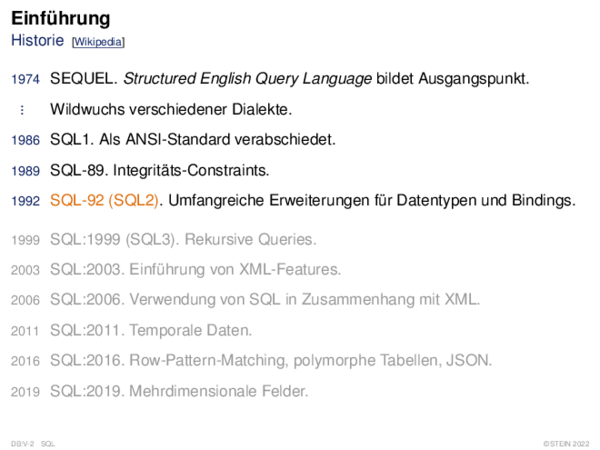 Einführung
Historie [Wikipedia]
1974 SEQUEL. Structured English Query Language bildet Ausgangspunkt.
⋮ Wildwuchs verschiedener Dialekte.
1986 SQL1. Als ANSI-Standard verabschiedet.
1989 SQL-89. Integritäts-Constraints.
1992 SQL-92 (SQL2). Umfangreiche Erweiterungen für Datentypen und Bindings.
1999 SQL:1999 (SQL3). Rekursive Queries.
2003 SQL:2003. Einführung von XML-Features.
2006 SQL:2006. Verwendung von SQL in Zusammenhang mit XML.
2011 SQL:2011. Temporale Daten.
2016 SQL:2016. Row-Pattern-Matching, polymorphe Tabellen, JSON.
2019 SQL:2019. Mehrdimensionale Felder.
DB:V-2 SQL ©STEIN 2022